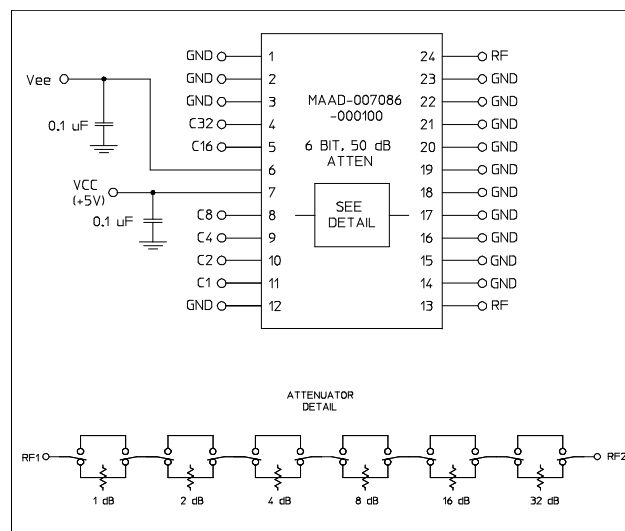 GND 1 24 RF
Vee GND 2 23 GND
GND 3 MAAD-007086 22 GND
0.1 uF C32 4 -000100 21 GND
C16 5 6 BIT, 50 dB 20 GND
6 ATTEN 19 GND
VCC 7 18 GND
(+5V)
0.1 uF C8 8 SEE 17 GND
C4 9 DETAIL 16 GND
C2 10 15 GND
C1 11 14 GND
GND 12 13 RF
ATTENUATOR
DETAIL
RF1 RF2
1 dB 2 dB 4 dB 8 dB 16 dB 32 dB